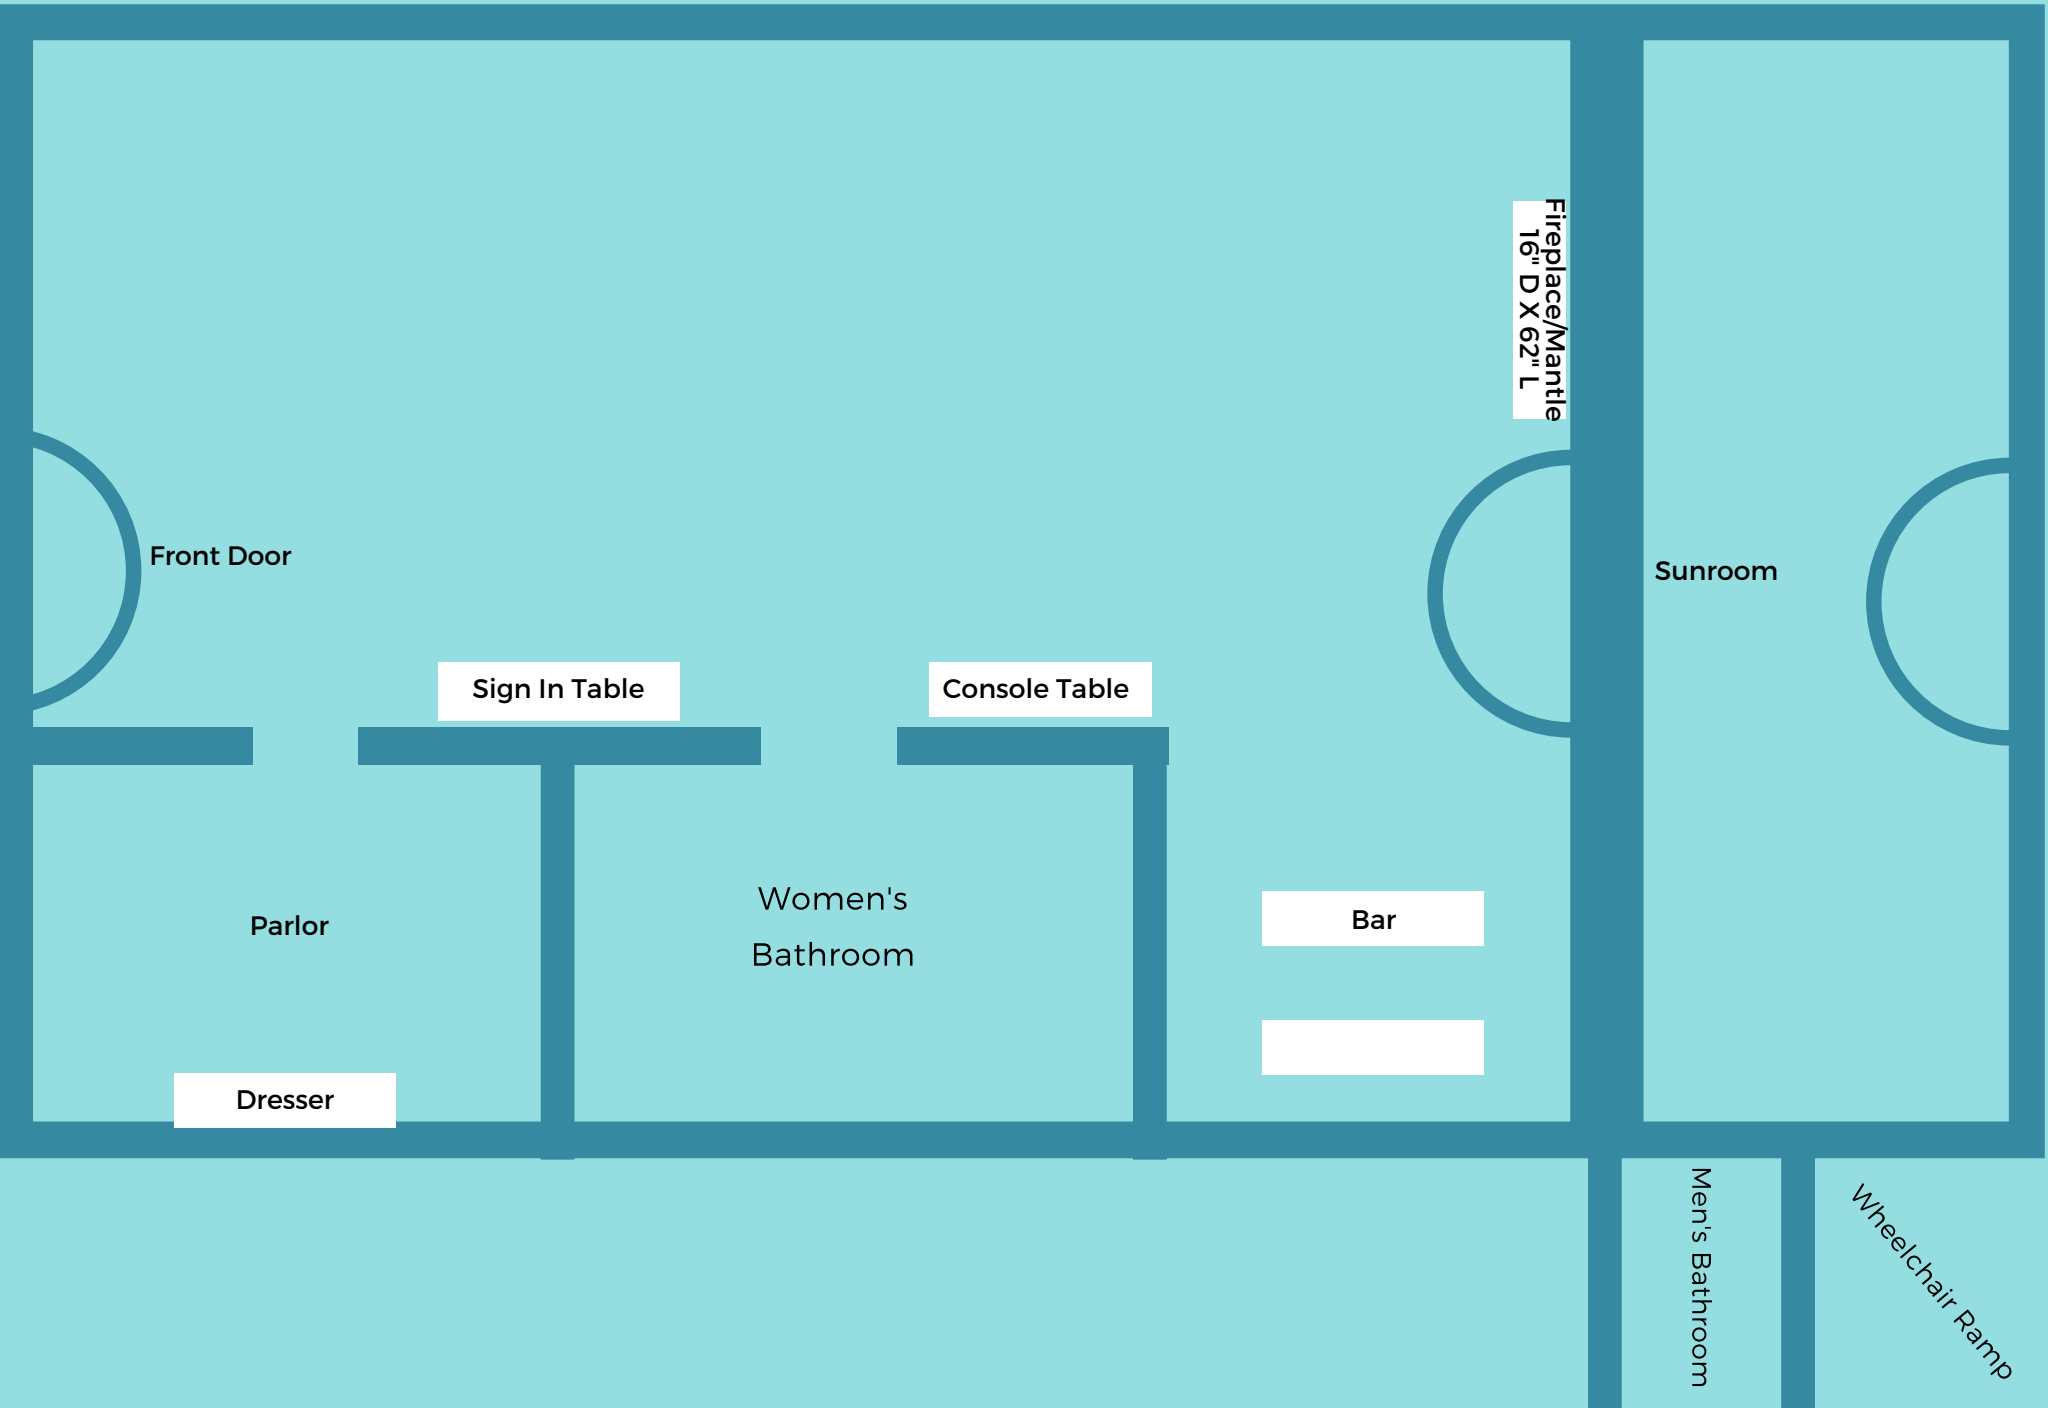 Fireplace/Mantle
16" D X 62" L
Front Door
Sunroom
Sign In Table
Console Table
Women's
Bathroom
Bar
Parlor
Dresser
Men's Bathroom
Wheelchair Ramp